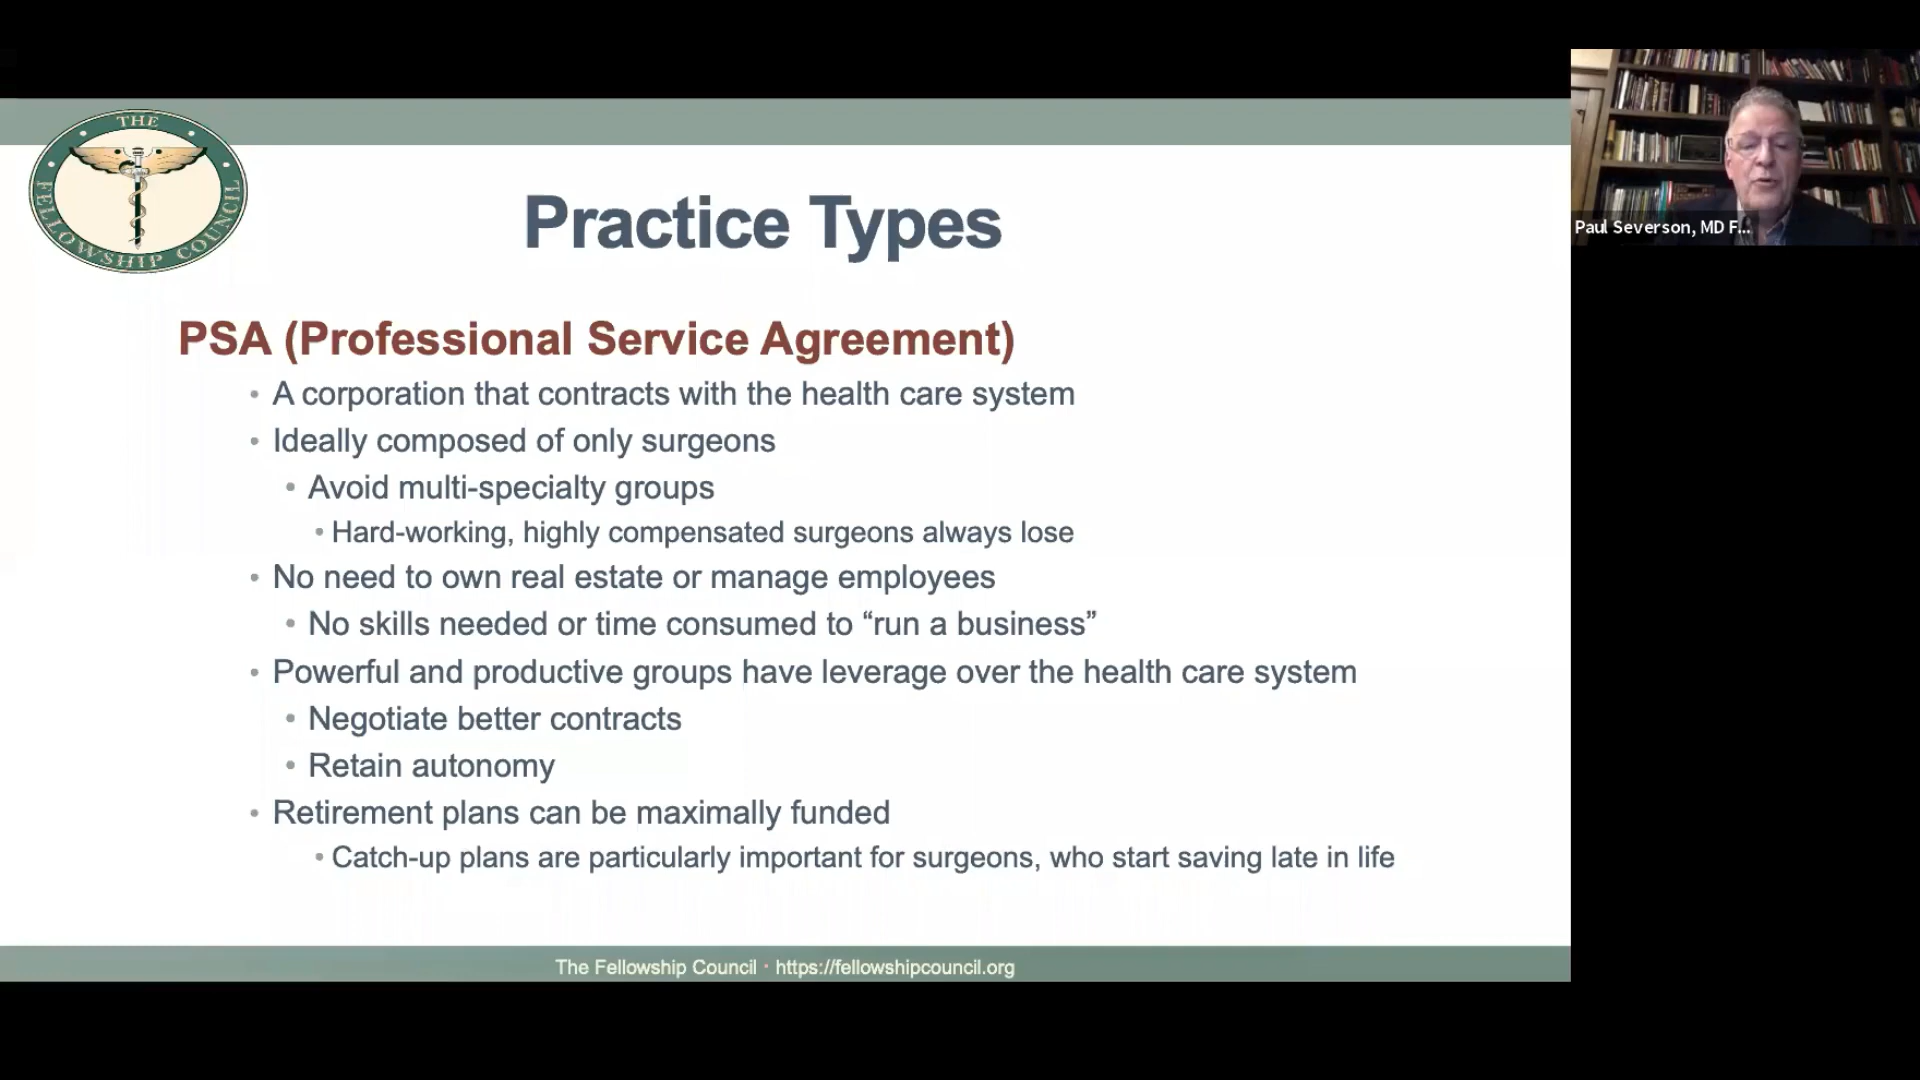 THE FELLOWSHIP COUNCIL
Paul Severson, MD F...
Practice Types
PSA (Professional Service Agreement)
• A corporation that contracts with the health care system
• Ideally composed of only surgeons
• Avoid multi-specialty groups
• Hard-working, highly compensated surgeons always lose
• No need to own real estate or manage employees
• No skills needed or time consumed to “run a business”
• Powerful and productive groups have leverage over the health care system
• Negotiate better contracts
• Retain autonomy
• Retirement plans can be maximally funded
• Catch-up plans are particularly important for surgeons, who start saving late in life
The Fellowship Council · https://fellowshipcouncil.org